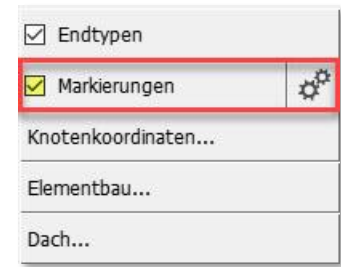 Endtypen
Markierungen
Knotenkoordinaten...
Elementbau...
Dach...